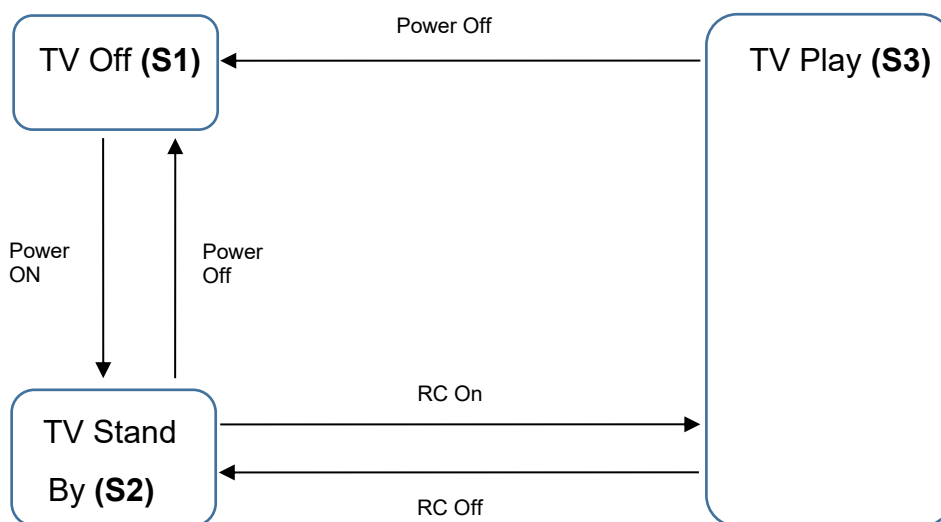 Power Off
TV Off (S1)
TV Play (S3)
Power
ON
Power
Off
RC On
TV Stand
By (S2)
RC Off